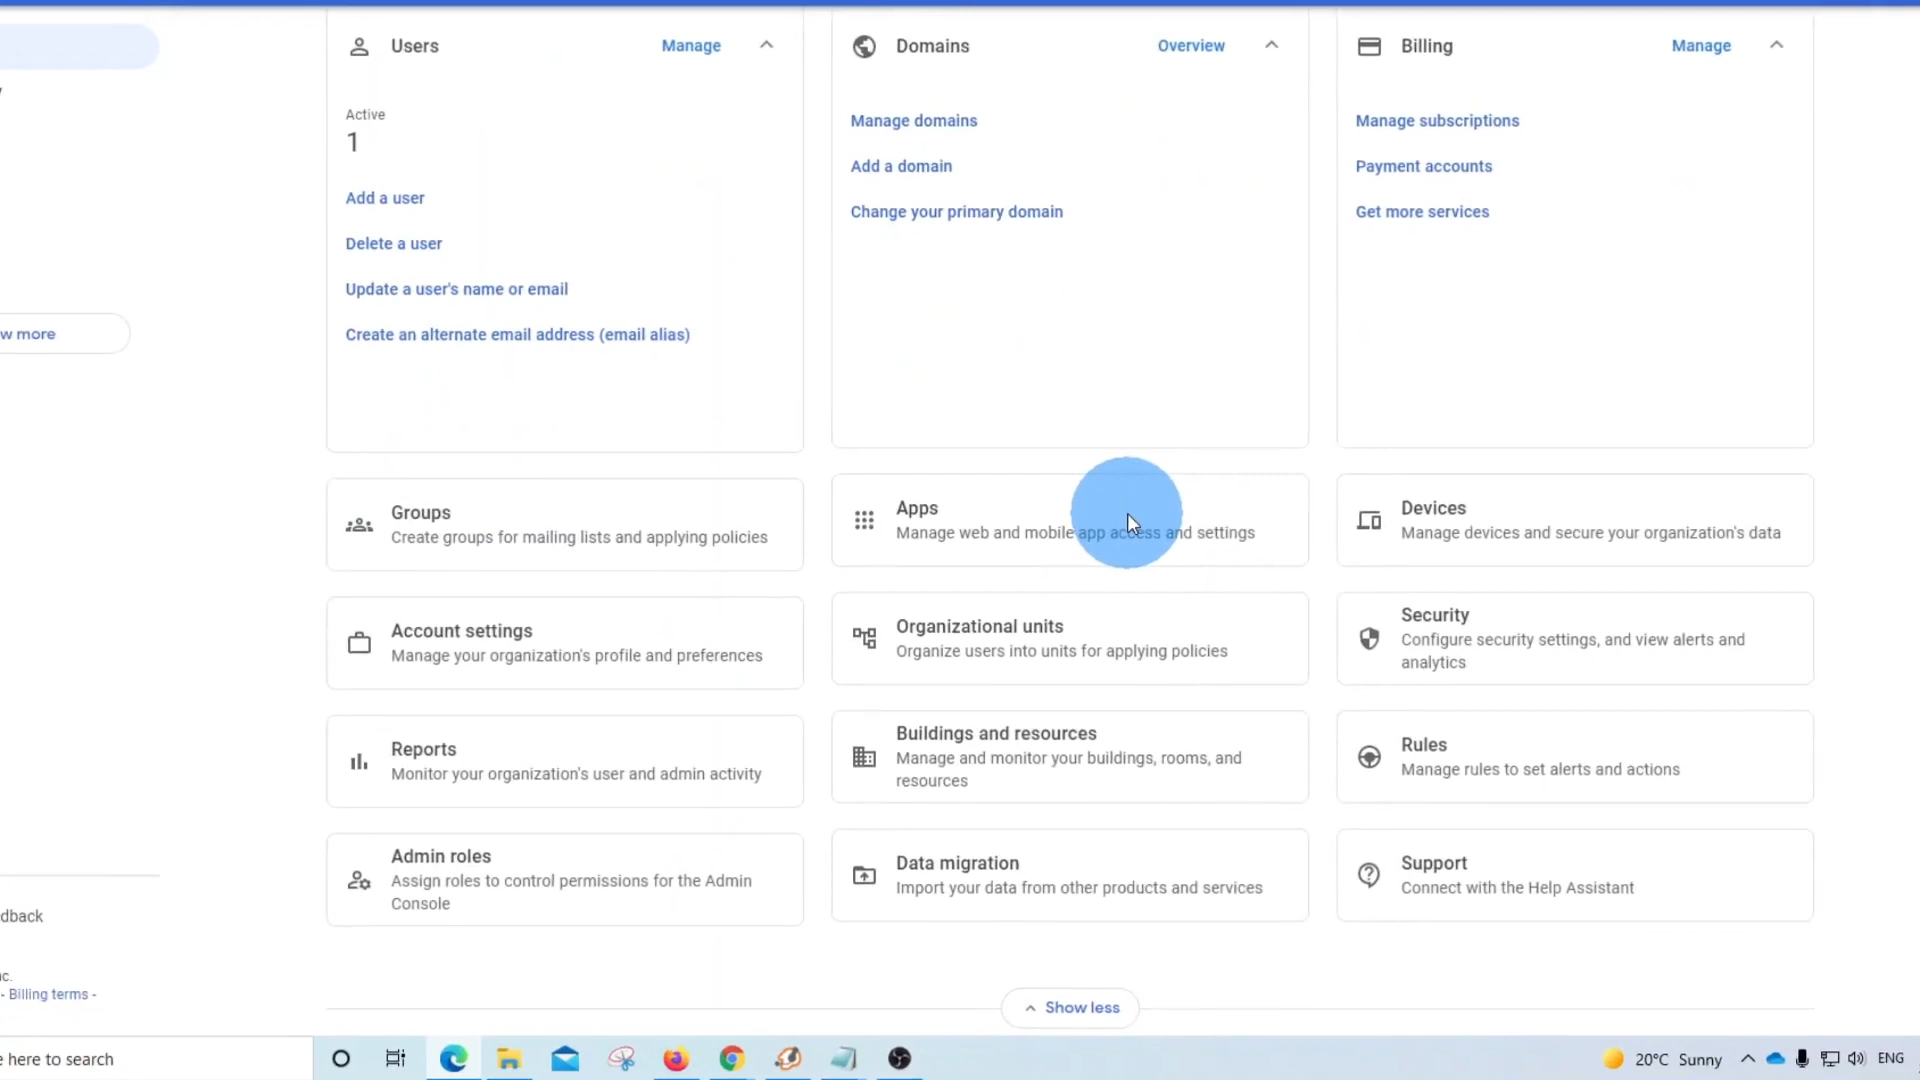 Users
Manage
Active
1
Add a user
Delete a user
Update a user's name or email
Create an alternate email address (email alias)
Domains
Overview
Manage domains
Add a domain
Change your primary domain
Billing
Manage
Manage subscriptions
Payment accounts
Get more services
w more
Groups
Create groups for mailing lists and applying policies
Apps
Manage web and mobile app access and settings
Devices
Manage devices and secure your organization's data
Account settings
Manage your organization's profile and preferences
Organizational units
Organize users into units for applying policies
Security
Configure security settings, and view alerts and
analytics
Reports
Monitor your organization's user and admin activity
Buildings and resources
Manage and monitor your buildings, rooms, and
resources
Rules
Manage rules to set alerts and actions
Admin roles
Assign roles to control permissions for the Admin
Console
Data migration
Import your data from other products and services
Support
Connect with the Help Assistant
dback
nc.
- Billing terms -
Show less
e here to search
20°C Sunny
ENG